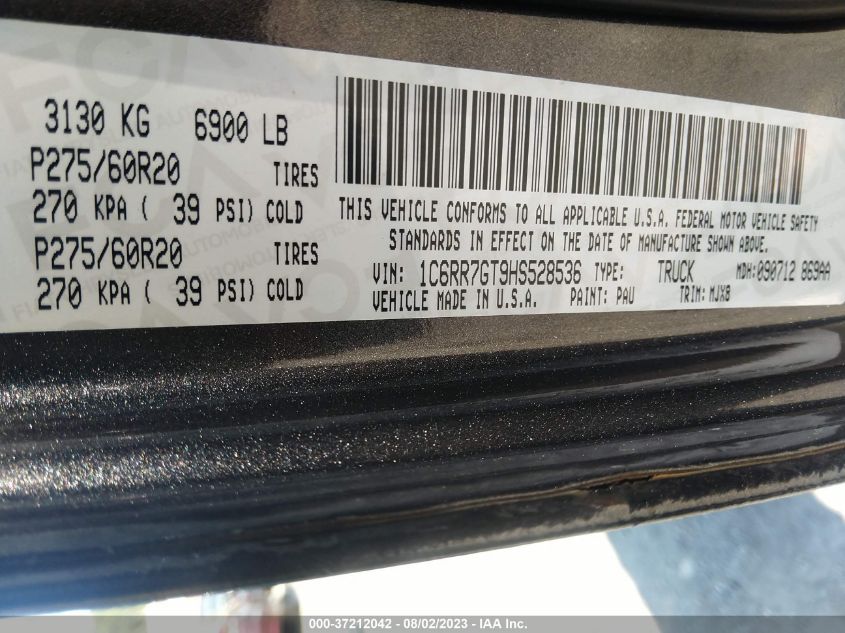 3130 KG 6900 LB
P275/60R20 TIRES
270 KPA ( 39 PSI) COLD
P275/60R20 TIRES
270 KPA ( 39 PSI) COLD
THIS VEHICLE CONFORMS TO ALL APPLICABLE U.S.A. FEDERAL MOTOR VEHICLE SAFETY
STANDARDS IN EFFECT ON THE DATE OF MANUFACTURE SHOWN ABOVE.
VIN: 1C6RR7GT9HS528536 TYPE: TRUCK MDH:090712 869AA
VEHICLE MADE IN U.S.A. PAINT: PAU TRIM: MJX8
000-37212042 - 08/02/2023 - IAA Inc.